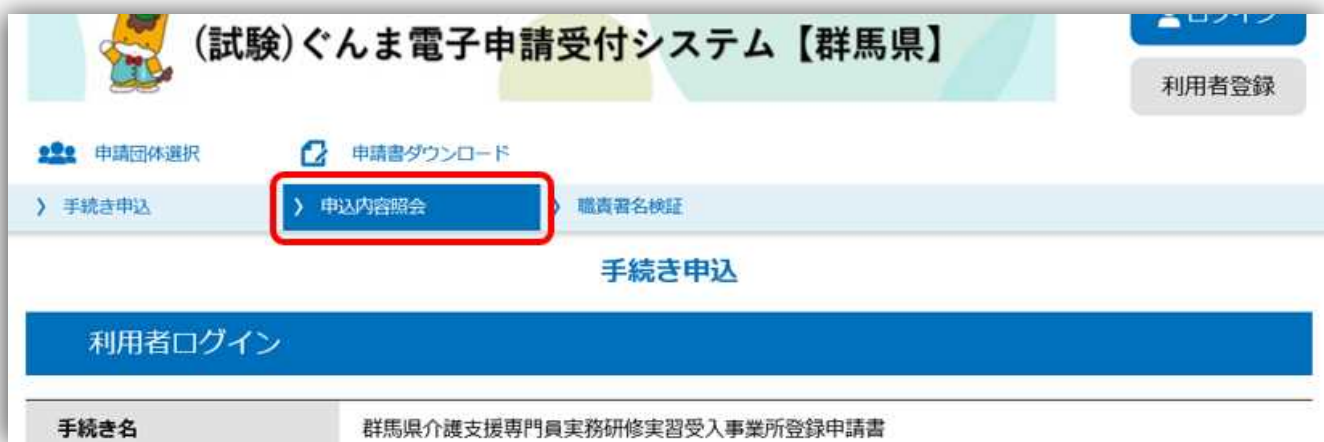 (試験)ぐんま電子申請受付システム【群馬県】
ログイン
利用者登録
申請団体選択
申請書ダウンロード
手続き申込
申込内容照会
職責署名検証
手続き申込
利用者ログイン
手続き名
群馬県介護支援専門員実務研修実習受入事業所登録申請書